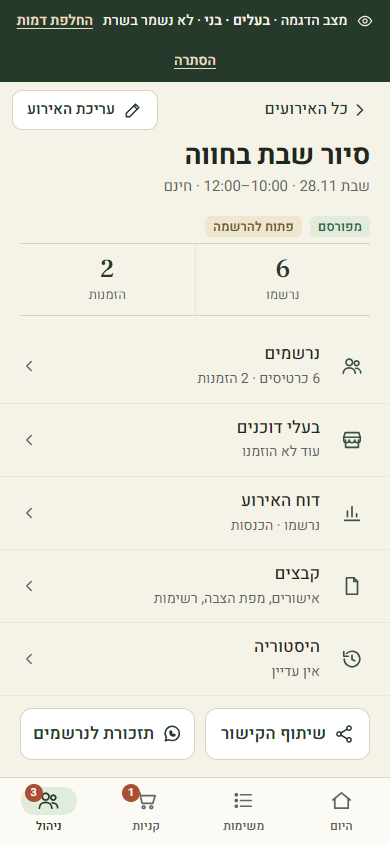 מצב הדגמה · בעלים · בני · לא נשמר בשרת החלפת דמות
הסתרה
כל האירועים
עריכת האירוע
סיור שבת בחווה
שבת 28.11 · 10:00–12:00 · חינם
מפורסם פתוח להרשמה
6 2
נרשמו הזמנות
נרשמים
6 כרטיסים · 2 הזמנות
בעלי דוכנים
עוד לא הוזמנו
דוח האירוע
נרשמו · הכנסות
קבצים
אישורים, מפת הצבה, רשימות
היסטוריה
אין עדיין
שיתוף הקישור תזכורת לנרשמים
1 3
היום משימות קניות ניהול